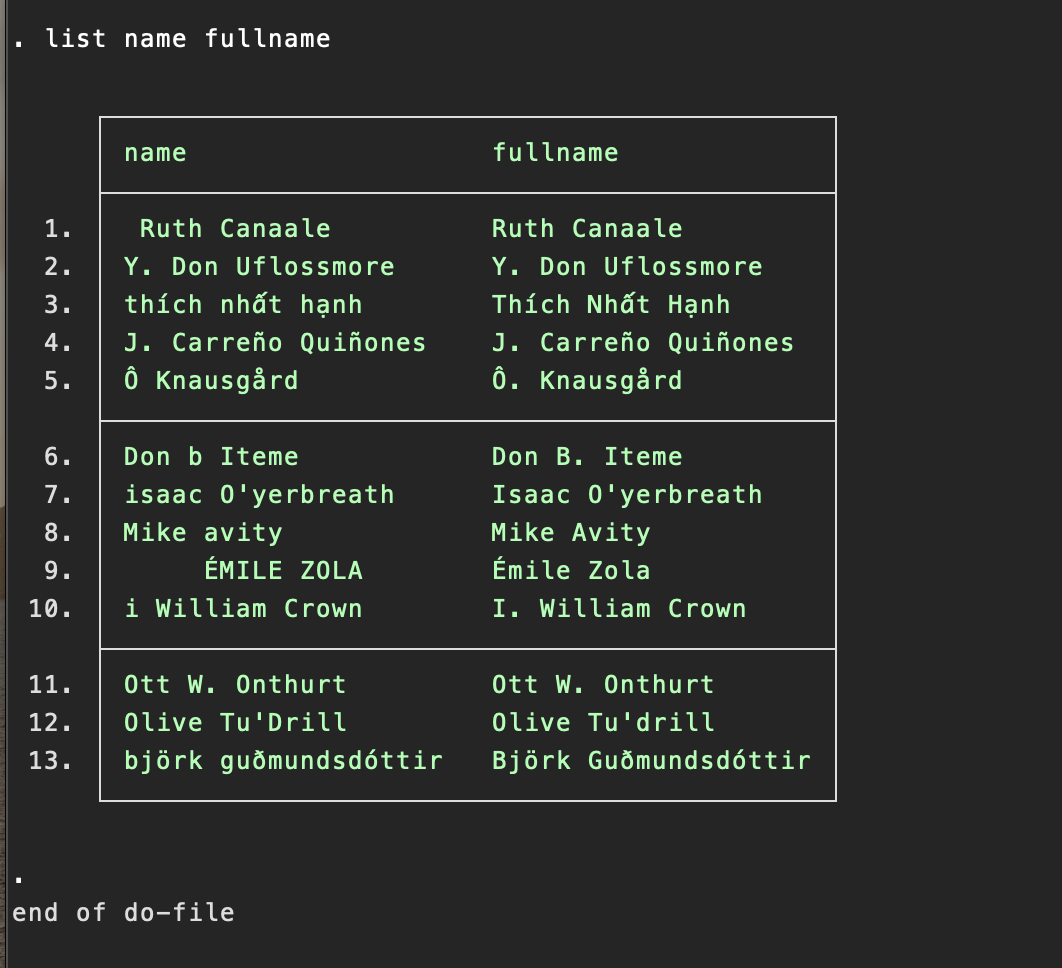 . list name fullname
name fullname
1. Ruth Canaale Ruth Canaale
2. Y. Don Uflossmore Y. Don Uflossmore
3. thích nhất hạnh Thích Nhất Hạnh
4. J. Carreño Quiñones J. Carreño Quiñones
5. Ô Knausgård Ô. Knausgård
6. Don b Iteme Don B. Iteme
7. isaac O'yerbreath Isaac O'yerbreath
8. Mike avity Mike Avity
9. ÉMILE ZOLA Émile Zola
10. i William Crown I. William Crown
11. Ott W. Onthurt Ott W. Onthurt
12. Olive Tu'Drill Olive Tu'drill
13. björk guðmundsdóttir Björk Guðmundsdóttir
.
end of do-file